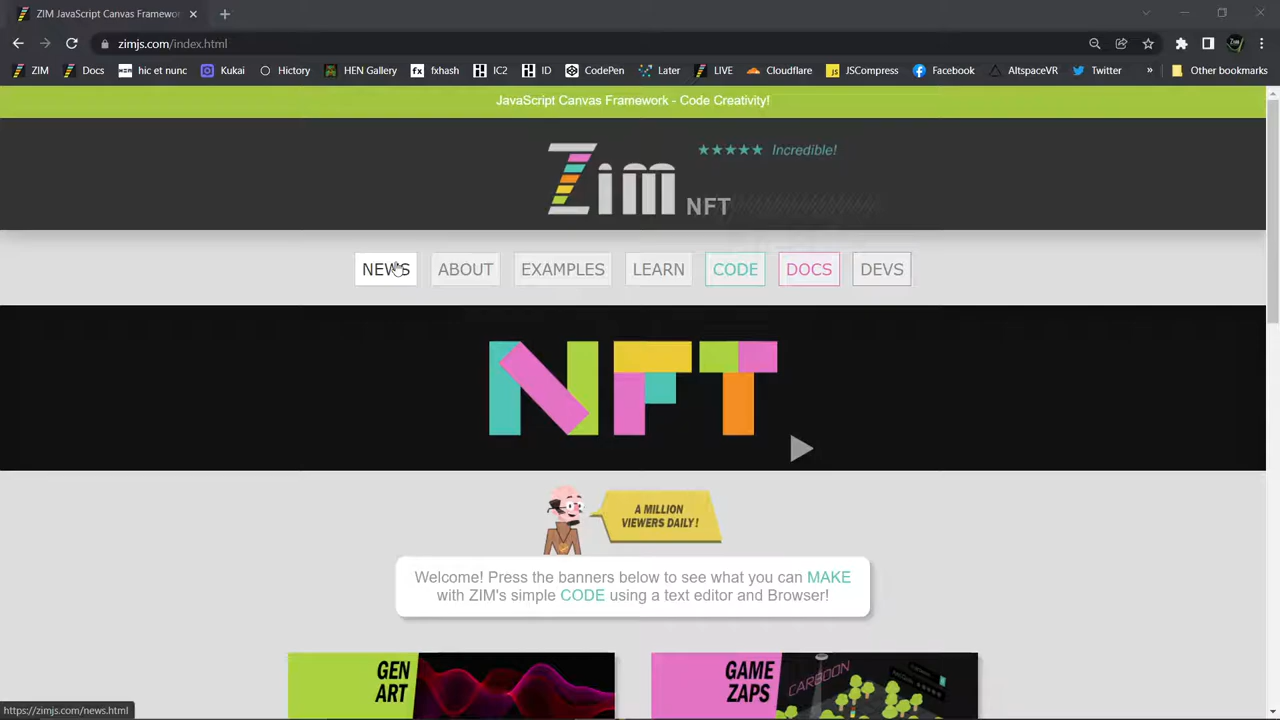 ZIM JavaScript Canvas Framewor
zimjs.com/index.html
ZIM
Docs
hic et nunc
Kukai
Hictory
HEN Gallery
fxhash
IC2
ID
CodePen
Later
LIVE
Cloudflare
JSCompress
Facebook
AltspaceVR
Twitter
»
Other bookmarks
JavaScript Canvas Framework - Code Creativity!
Zim
★★★★★ Incredible!
NFT
NEWS
ABOUT
EXAMPLES
LEARN
CODE
DOCS
DEVS
NFT
A MILLION
VIEWERS DAILY!
Welcome! Press the banners below to see what you can MAKE
with ZIM's simple CODE using a text editor and Browser!
GEN
ART
GAME
ZAPS
CARBOON
https://zimjs.com/news.html